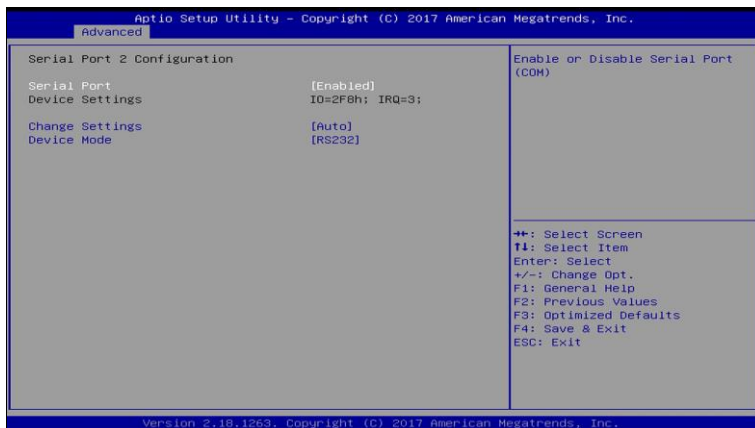 Aptio Setup Utility – Copyright (C) 2017 American Megatrends, Inc.
Advanced
Serial Port 2 Configuration
Serial Port [Enabled]
Device Settings IO=2F8h; IRQ=3;
Change Settings [Auto]
Device Mode [RS232]
Enable or Disable Serial Port
(COM)
→←: Select Screen
↑↓: Select Item
Enter: Select
+/-: Change Opt.
F1: General Help
F2: Previous Values
F3: Optimized Defaults
F4: Save & Exit
ESC: Exit
Version 2.18.1263. Copyright (C) 2017 American Megatrends, Inc.